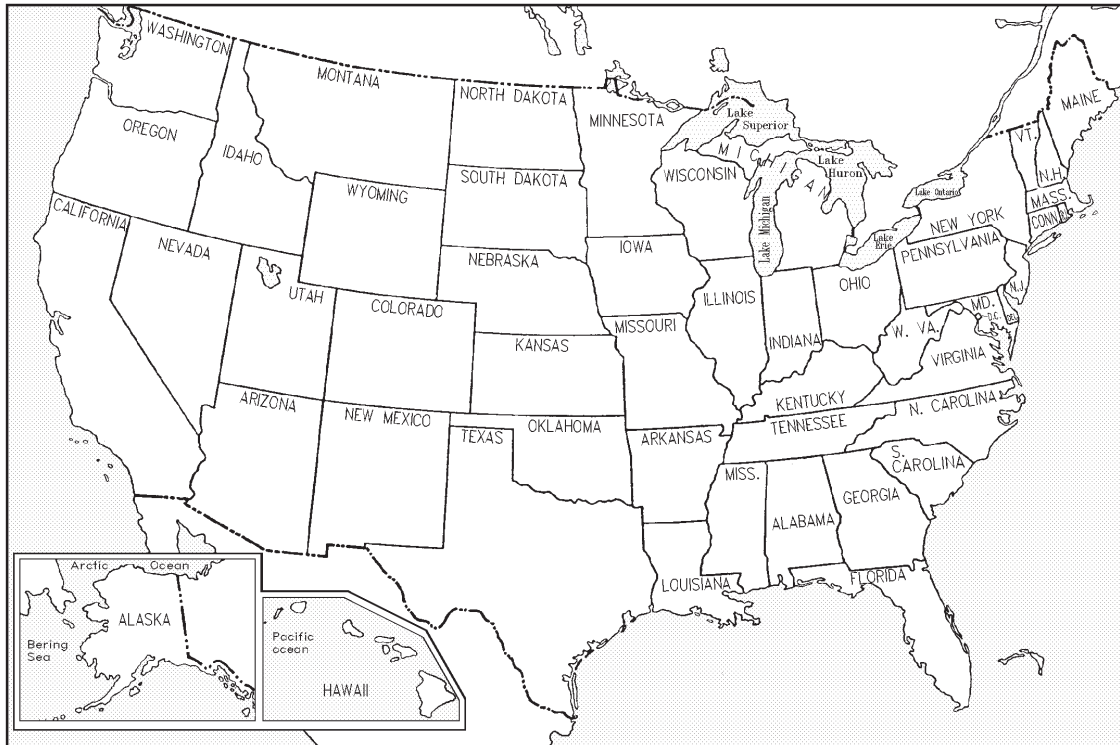 WASHINGTON
MONTANA
NORTH DAKOTA
MINNESOTA
Lake
Superior
MICHIGAN
Lake
Huron
MAINE
VT.
N.H.
OREGON
IDAHO
WYOMING
SOUTH DAKOTA
WISCONSIN
Lake Michigan
Lake Ontario
MASS.
CONN.
NEW YORK
Lake
Erie
CALIFORNIA
NEVADA
UTAH
COLORADO
NEBRASKA
IOWA
ILLINOIS
INDIANA
OHIO
PENNSYLVANIA
N.J.
MD.
D.C.
DEL
W. VA.
VIRGINIA
KANSAS
MISSOURI
KENTUCKY
ARIZONA
NEW MEXICO
TEXAS
OKLAHOMA
ARKANSAS
TENNESSEE
N. CAROLINA
S.
CAROLINA
MISS.
ALABAMA
GEORGIA
LOUISIANA
FLORIDA
Arctic Ocean
ALASKA
Bering
Sea
Pacific
ocean
HAWAII